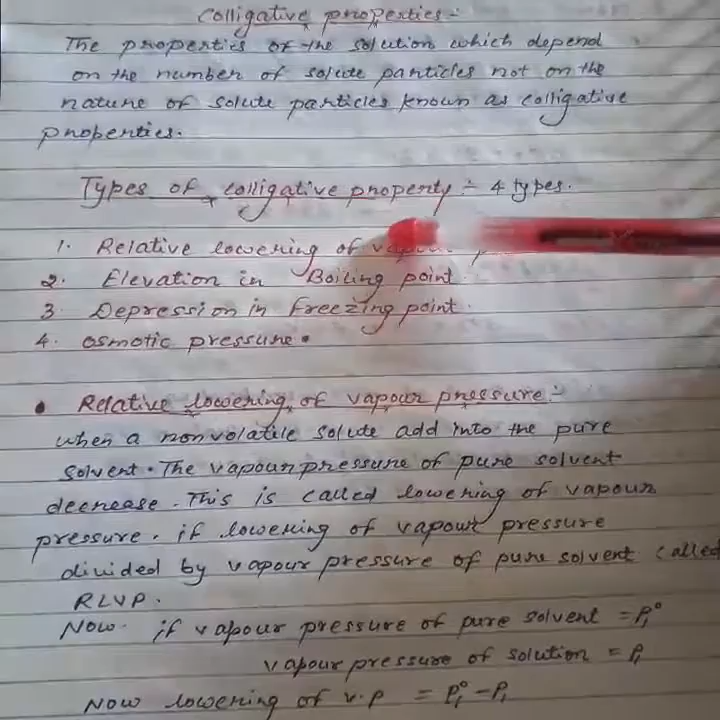 Colligative properties:-
The properties of the solution which depend
on the number of solute particles not on the
nature of solute particles known as colligative
properties.
Types of colligative property:- 4 types.
1. Relative lowering of
2. Elevation in Boiling point.
3. Depression in Freezing point.
4. Osmotic pressure.
• Relative lowering of vapour pressure:-
when a nonvolatile solute add into the pure
solvent. The vapour pressure of pure solvent
decrease. This is called lowering of vapour
pressure. if lowering of vapour pressure
divided by vapour pressure of pure solvent called
RLVP.
Now. if vapour pressure of pure solvent = P₁°
vapour pressure of solution = P₁
Now lowering of v.p = P₁° - P₁